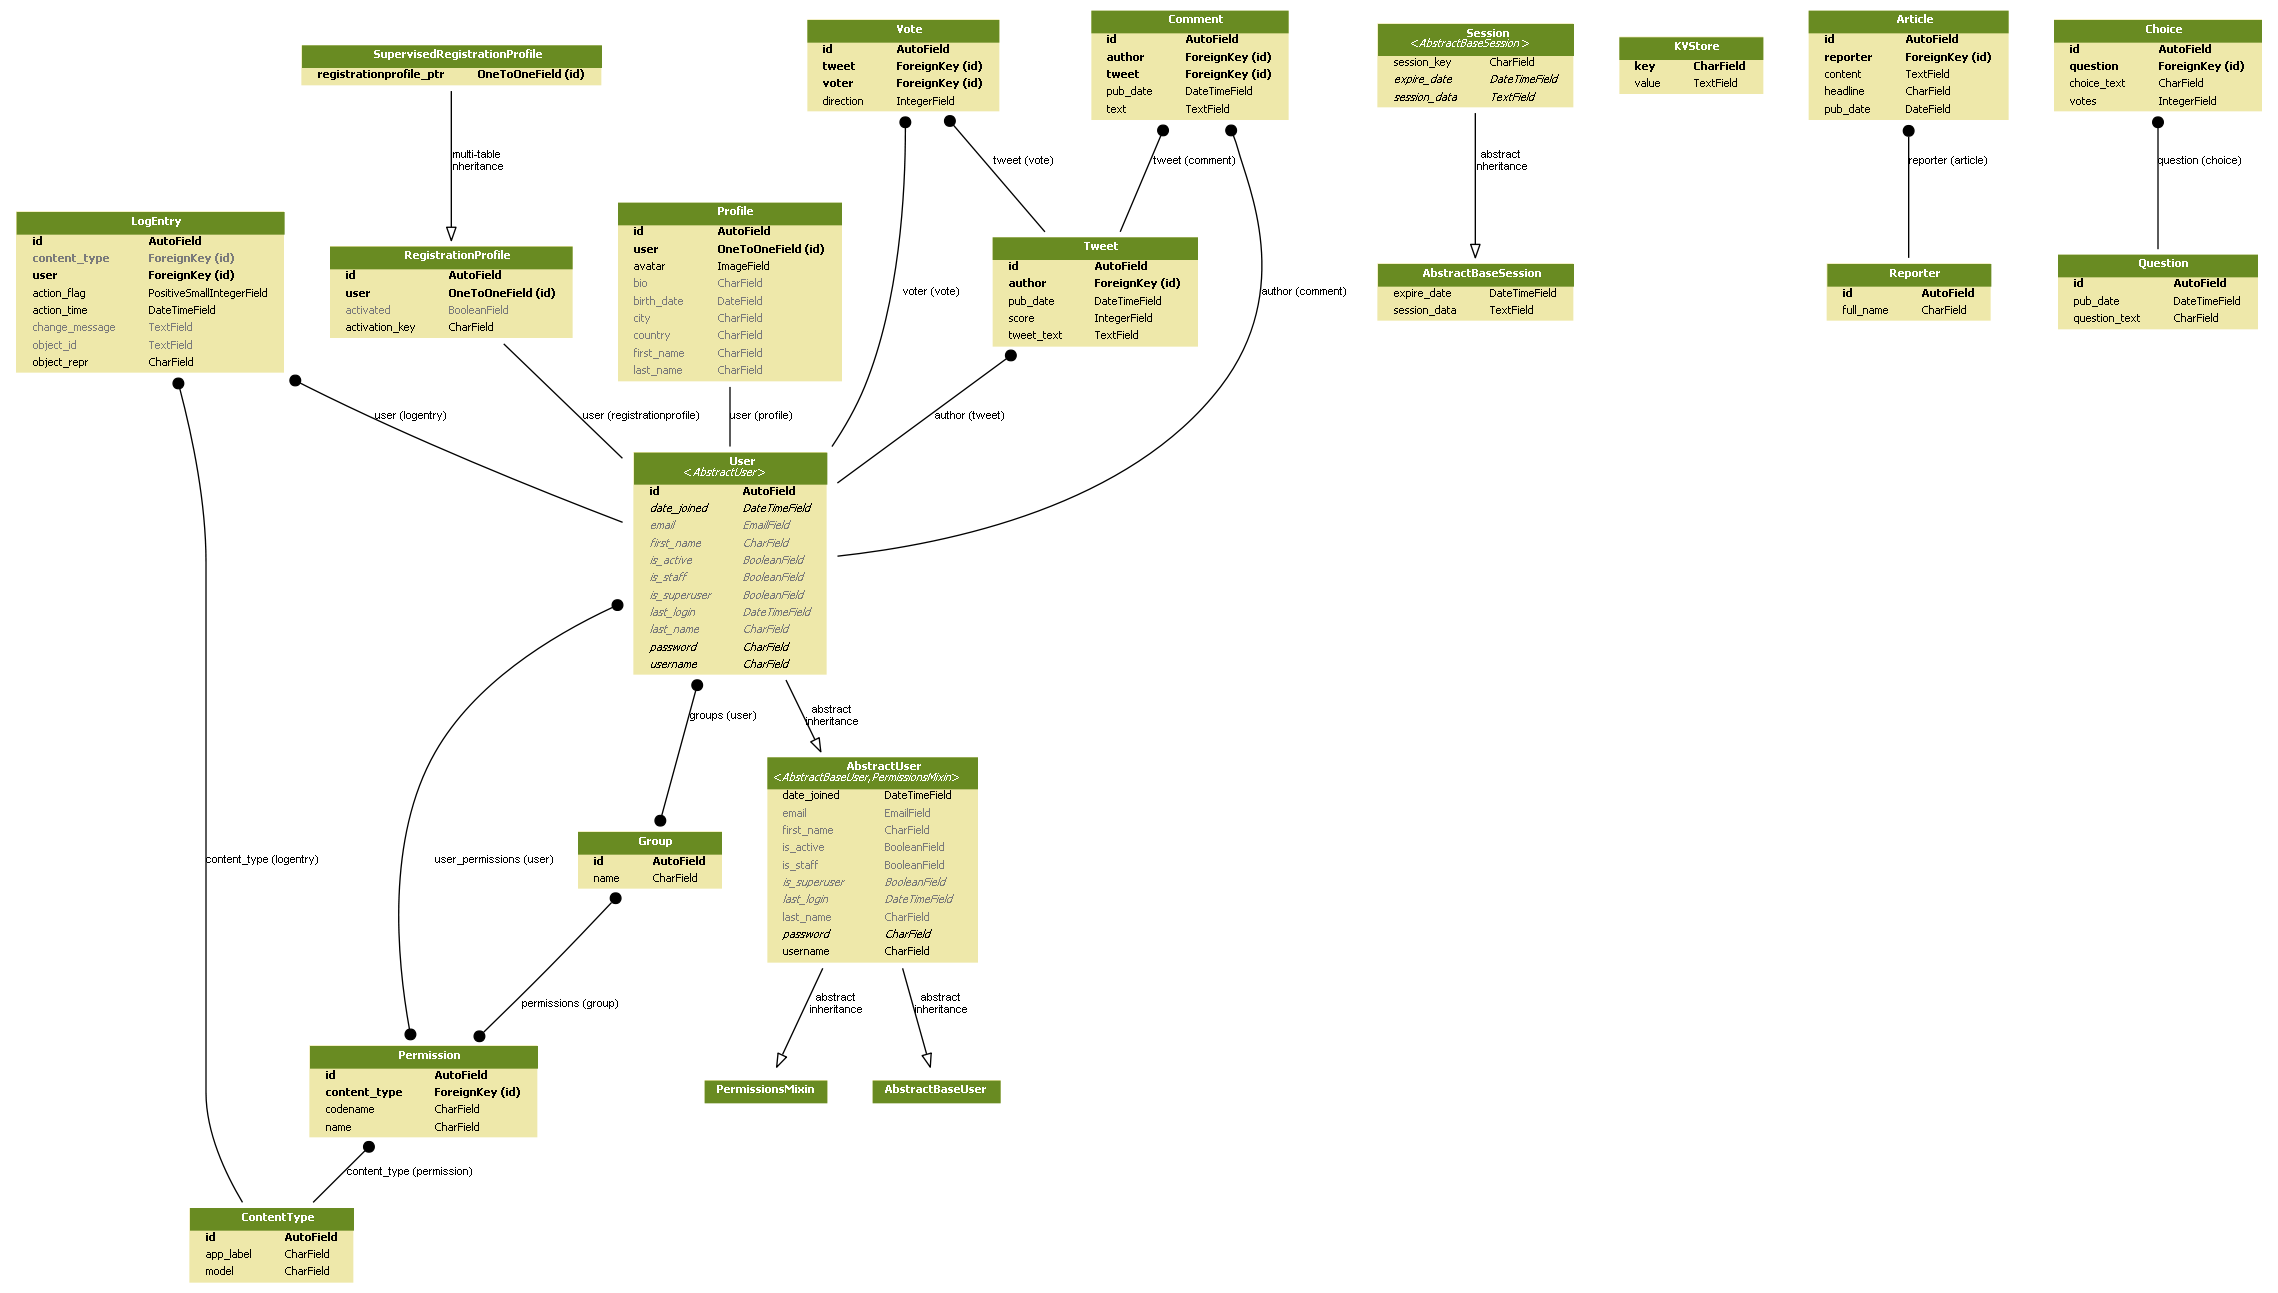 SupervisedRegistrationProfile
registrationprofile_ptr OneToOneField (id)
multi-table
inheritance
LogEntry
id AutoField
content_type ForeignKey (id)
user ForeignKey (id)
action_flag PositiveSmallIntegerField
action_time DateTimeField
change_message TextField
object_id TextField
object_repr CharField
RegistrationProfile
id AutoField
user OneToOneField (id)
activated BooleanField
activation_key CharField
Profile
id AutoField
user OneToOneField (id)
avatar ImageField
bio CharField
birth_date DateField
city CharField
country CharField
first_name CharField
last_name CharField
Vote
id AutoField
tweet ForeignKey (id)
voter ForeignKey (id)
direction IntegerField
Comment
id AutoField
author ForeignKey (id)
tweet ForeignKey (id)
pub_date DateTimeField
text TextField
tweet (vote)
tweet (comment)
voter (vote)
author (comment)
Tweet
id AutoField
author ForeignKey (id)
pub_date DateTimeField
score IntegerField
tweet_text TextField
Session
<AbstractBaseSession>
session_key CharField
expire_date DateTimeField
session_data TextField
abstract
inheritance
AbstractBaseSession
expire_date DateTimeField
session_data TextField
KVStore
key CharField
value TextField
Article
id AutoField
reporter ForeignKey (id)
content TextField
headline CharField
pub_date DateField
reporter (article)
Reporter
id AutoField
full_name CharField
Choice
id AutoField
question ForeignKey (id)
choice_text CharField
votes IntegerField
question (choice)
Question
id AutoField
pub_date DateTimeField
question_text CharField
user (logentry)
user (registrationprofile)
user (profile)
author (tweet)
User
<AbstractUser>
id AutoField
date_joined DateTimeField
email EmailField
first_name CharField
is_active BooleanField
is_staff BooleanField
is_superuser BooleanField
last_login DateTimeField
last_name CharField
password CharField
username CharField
groups (user)
abstract
inheritance
AbstractUser
<AbstractBaseUser,PermissionsMixin>
date_joined DateTimeField
email EmailField
first_name CharField
is_active BooleanField
is_staff BooleanField
is_superuser BooleanField
last_login DateTimeField
last_name CharField
password CharField
username CharField
content_type (logentry)
user_permissions (user)
Group
id AutoField
name CharField
permissions (group)
abstract
inheritance
abstract
inheritance
PermissionsMixin
AbstractBaseUser
Permission
id AutoField
content_type ForeignKey (id)
codename CharField
name CharField
content_type (permission)
ContentType
id AutoField
app_label CharField
model CharField